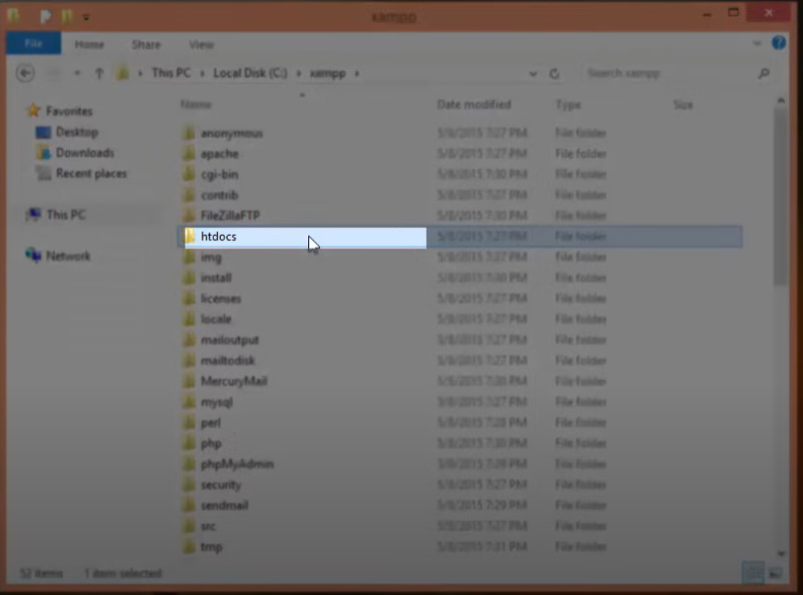 xampp
File Home Share View
This PC Local Disk (C:) xampp Search xampp
Name Date modified Type Size
Favorites
Desktop
Downloads
Recent places
This PC
Network
anonymous 5/8/2015 7:27 PM File folder
apache 5/8/2015 7:27 PM File folder
cgi-bin 5/8/2015 7:30 PM File folder
contrib 5/8/2015 7:27 PM File folder
FileZillaFTP 5/8/2015 7:30 PM File folder
htdocs 5/8/2015 7:27 PM File folder
img 5/8/2015 7:27 PM File folder
install 5/8/2015 7:30 PM File folder
licenses 5/8/2015 7:27 PM File folder
locale 5/8/2015 7:27 PM File folder
mailoutput 5/8/2015 7:27 PM File folder
mailtodisk 5/8/2015 7:27 PM File folder
MercuryMail 5/8/2015 7:30 PM File folder
mysql 5/8/2015 7:27 PM File folder
perl 5/8/2015 7:28 PM File folder
php 5/8/2015 7:30 PM File folder
phpMyAdmin 5/8/2015 7:28 PM File folder
security 5/8/2015 7:27 PM File folder
sendmail 5/8/2015 7:29 PM File folder
src 5/8/2015 7:27 PM File folder
tmp 5/8/2015 7:31 PM File folder
52 items 1 item selected